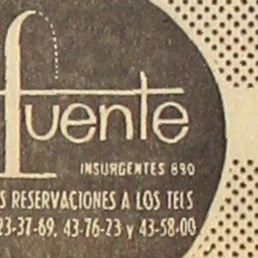 fuente
INSURGENTES 890
S RESERVACIONES A LOS TELS
23-37-69, 43-76-23 y 43-58-00